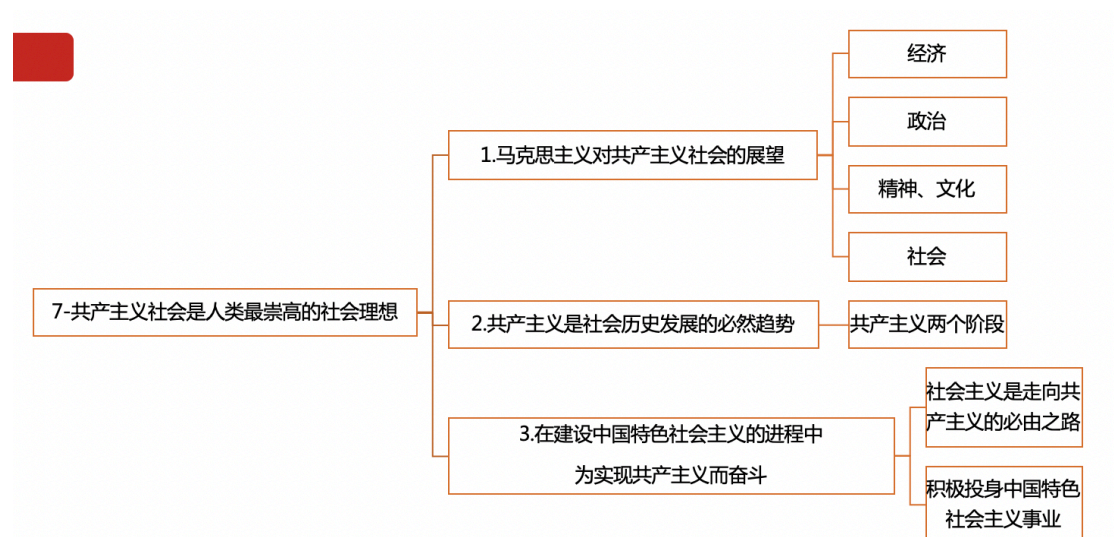 经济
政治
1.马克思主义对共产主义社会的展望
精神、文化
社会
7-共产主义社会是人类最崇高的社会理想
2.共产主义是社会历史发展的必然趋势
共产主义两个阶段
社会主义是走向共
产主义的必由之路
3.在建设中国特色社会主义的进程中
为实现共产主义而奋斗
积极投身中国特色
社会主义事业